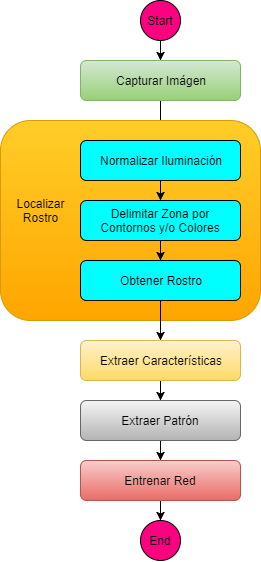 Start
Capturar Imágen
Localizar
Rostro
Normalizar Iluminación
Delimitar Zona por
Contornos y/o Colores
Obtener Rostro
Extraer Características
Extraer Patrón
Entrenar Red
End